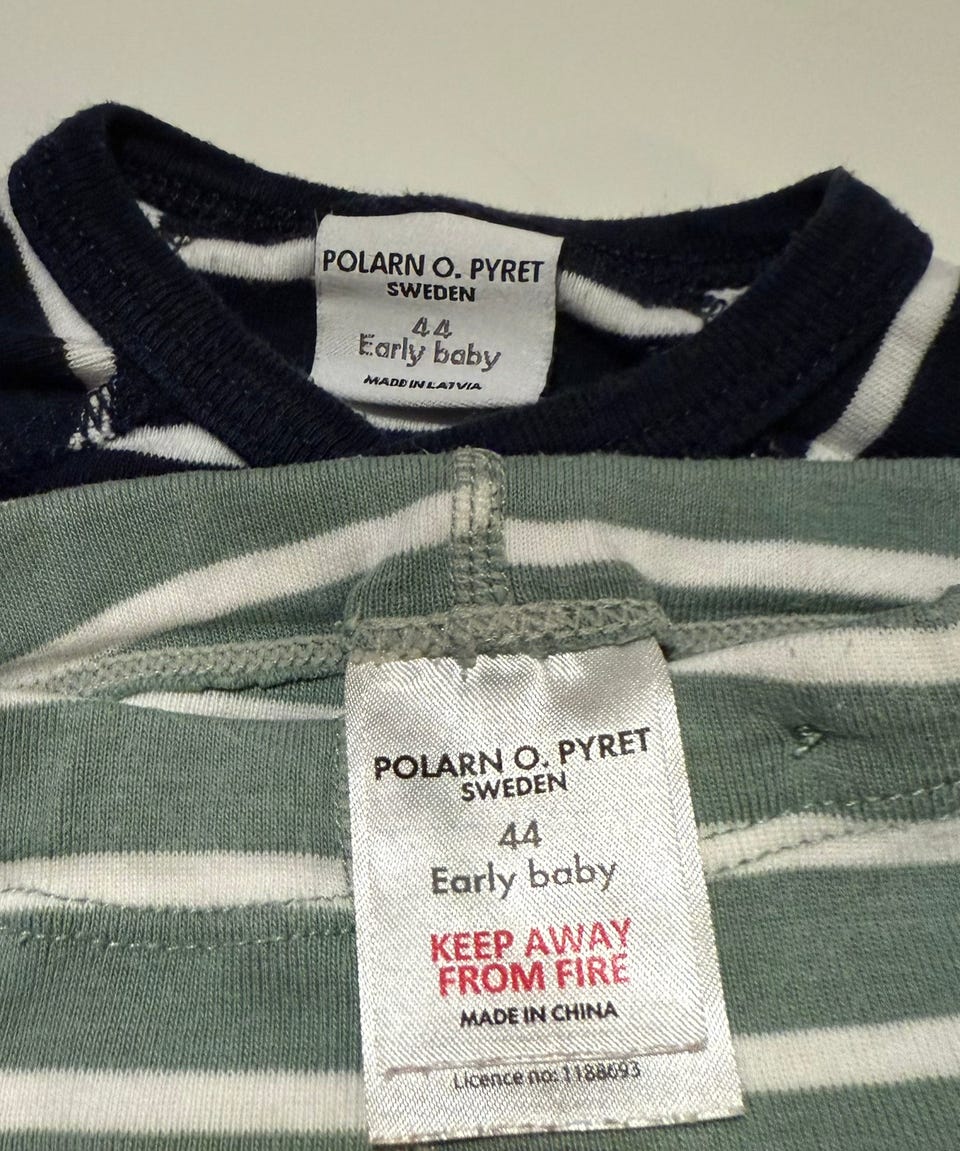 POLARN O. PYRET
SWEDEN
44
Early baby
MADE IN LATVIA
POLARN O. PYRET
SWEDEN
44
Early baby
KEEP AWAY
FROM FIRE
MADE IN CHINA
Licence no: 1188693